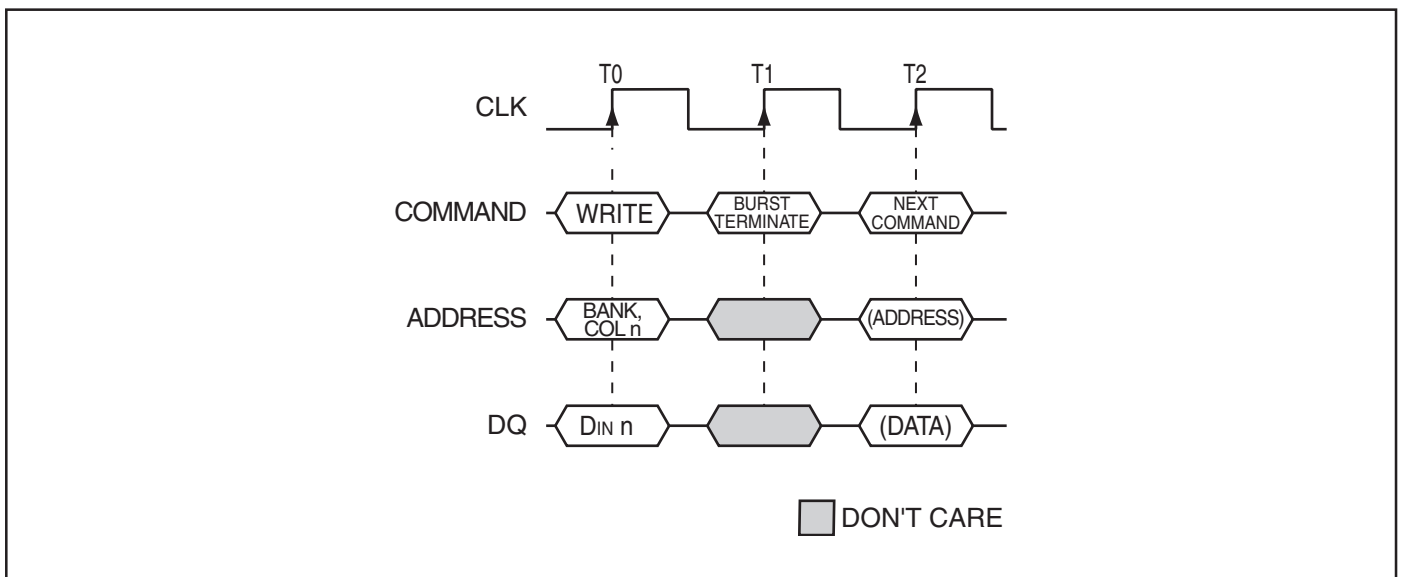 T0 T1 T2
CLK
COMMAND WRITE BURST TERMINATE NEXT COMMAND
ADDRESS BANK, COL n (ADDRESS)
DQ DIN n (DATA)
DON'T CARE